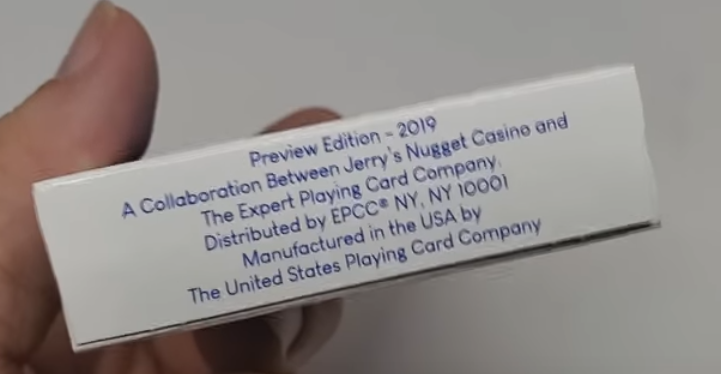 Preview Edition - 2019
A Collaboration Between Jerry's Nugget Casino and
The Expert Playing Card Company.
Distributed by EPCC® NY, NY 10001
Manufactured in the USA by
The United States Playing Card Company